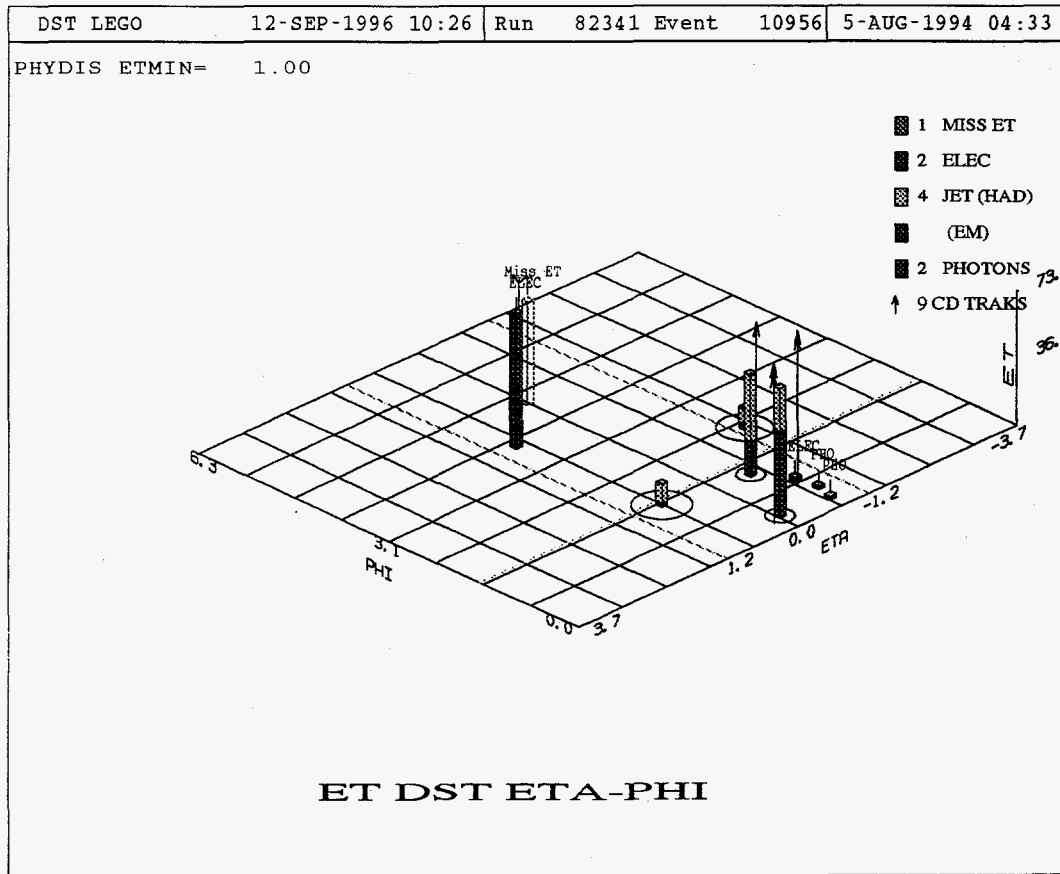 DST LEGO 12-SEP-1996 10:26 Run 82341 Event 10956 5-AUG-1994 04:33
PHYDIS ETMIN= 1.00
1 MISS ET
2 ELEC
4 JET (HAD)
(EM)
2 PHOTONS
9 CD TRAKS
73.
36.
ET
Miss ET
ELEC
ELEC
PHO
PHO
6.3
3.1
PHI
0.0
3.7
1.2
0.0
ETA
-1.2
-3.7
ET DST ETA-PHI